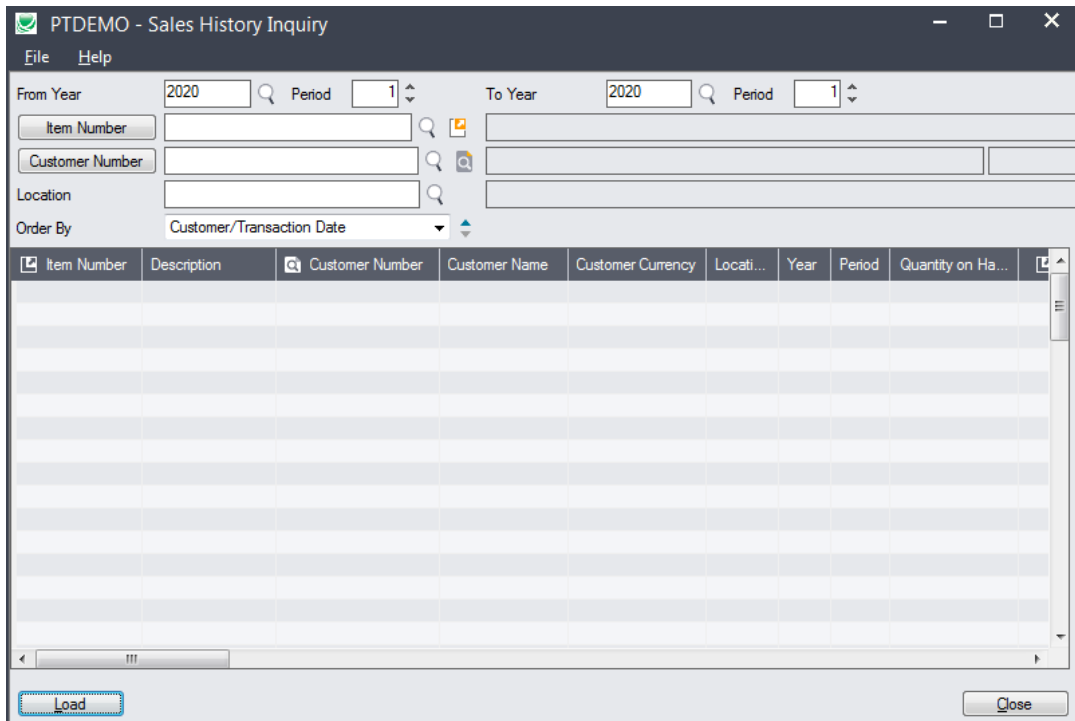 PTDEMO - Sales History Inquiry
File Help
From Year 2020 Period 1 To Year 2020 Period 1
Item Number
Customer Number
Location
Order By Customer/Transaction Date
Item Number Description Customer Number Customer Name Customer Currency Locati... Year Period Quantity on Ha...
Load Close